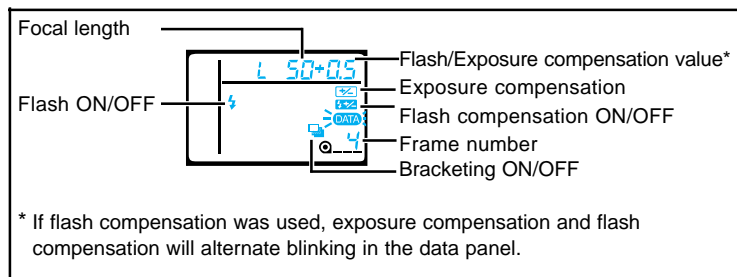 Focal length
L 50+0.5
Flash/Exposure compensation value*
Exposure compensation
Flash ON/OFF
Flash compensation ON/OFF
DATA
4
Frame number
Bracketing ON/OFF
* If flash compensation was used, exposure compensation and flash
compensation will alternate blinking in the data panel.